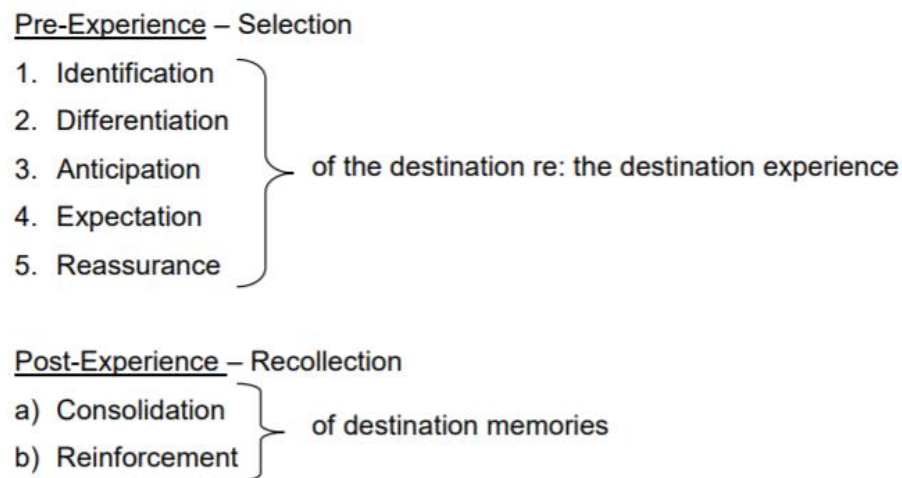 Pre-Experience – Selection
1. Identification
2. Differentiation
3. Anticipation
of the destination re: the destination experience
4. Expectation
5. Reassurance
Post-Experience – Recollection
a) Consolidation
of destination memories
b) Reinforcement